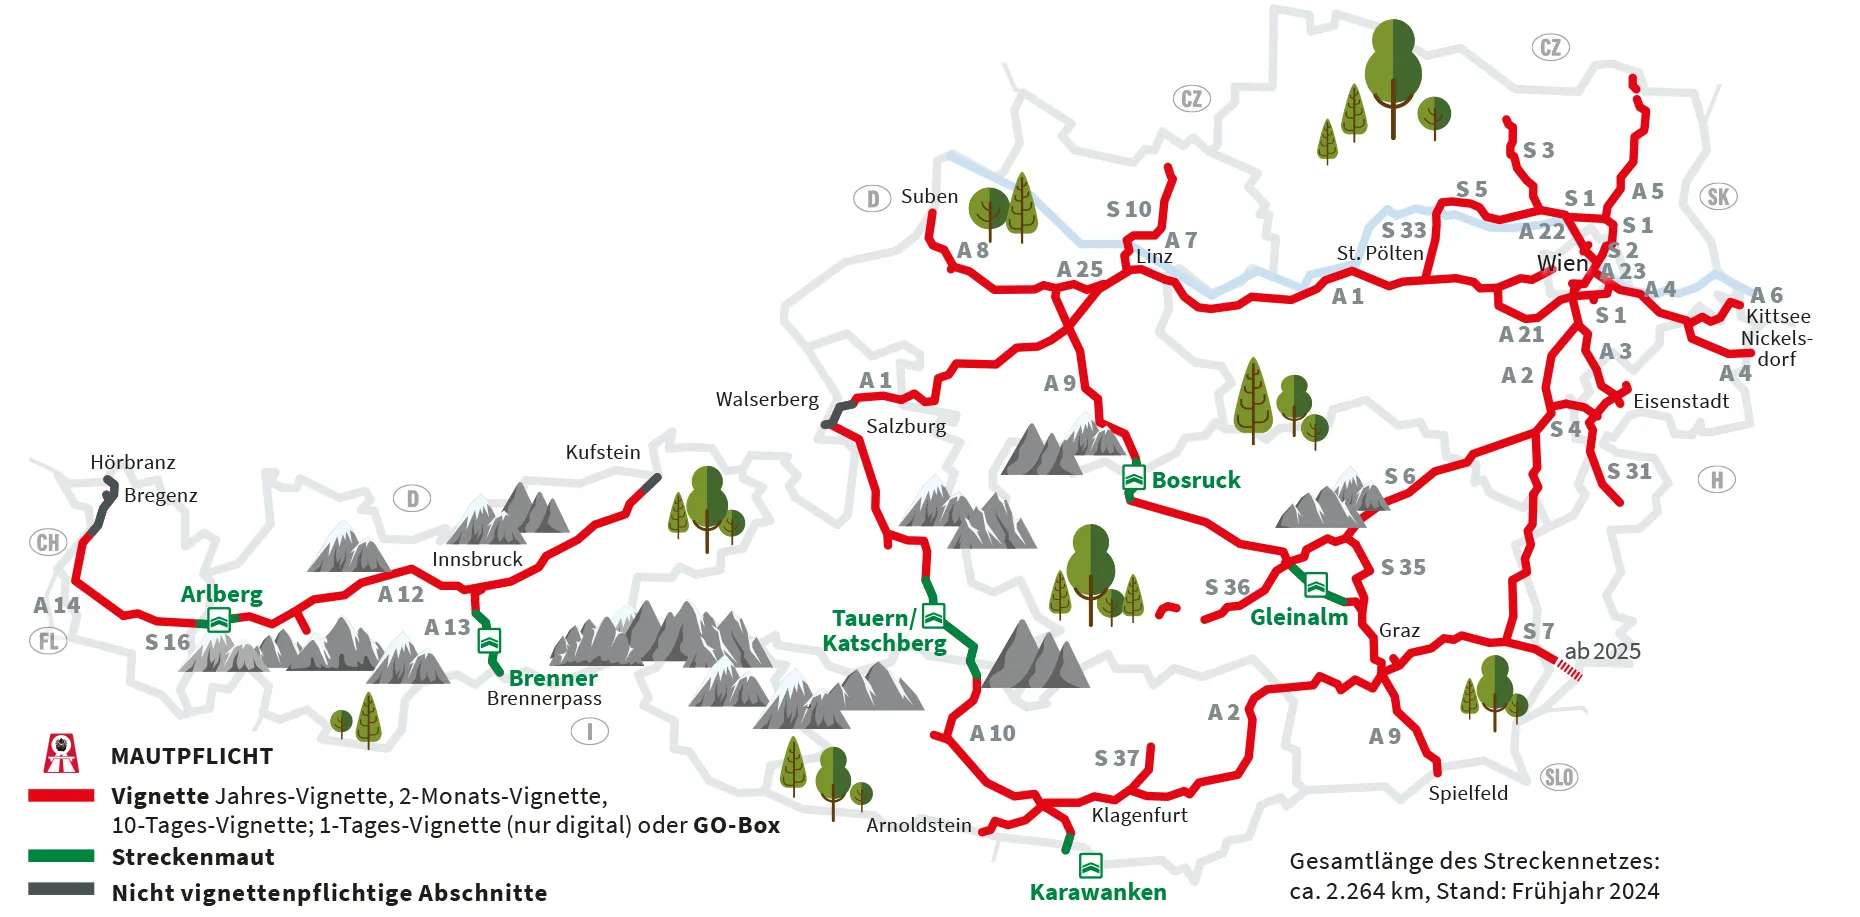 CZ
CZ
S 3
S 5
S 1
A 5
SK
D
Suben
S 10
A 7
S 33
A 22
S 1
A 8
Linz
St. Pölten
Wien
S 2
A 25
A 23
A 1
A 4
A 6
Kittsee
S 1
A 21
Nickels-
dorf
A 3
A 4
A 2
Walserberg
A 1
A 9
Salzburg
Eisenstadt
S 4
Kufstein
Hörbranz
Bregenz
D
Bosruck
S 6
S 31
H
CH
Innsbruck
Arlberg
A 12
A 14
FL
S 16
A 13
Brenner
Brennerpass
I
Tauern/
Katschberg
S 36
S 35
Gleinalm
Graz
S 7
ab 2025
A 10
A 2
A 9
S 37
SLO
Spielfeld
Klagenfurt
Arnoldstein
Karawanken
MAUTPFLICHT
Vignette Jahres-Vignette, 2-Monats-Vignette,
10-Tages-Vignette; 1-Tages-Vignette (nur digital) oder GO-Box
Streckenmaut
Nicht vignettenpflichtige Abschnitte
Gesamtlänge des Streckennetzes:
ca. 2.264 km, Stand: Frühjahr 2024